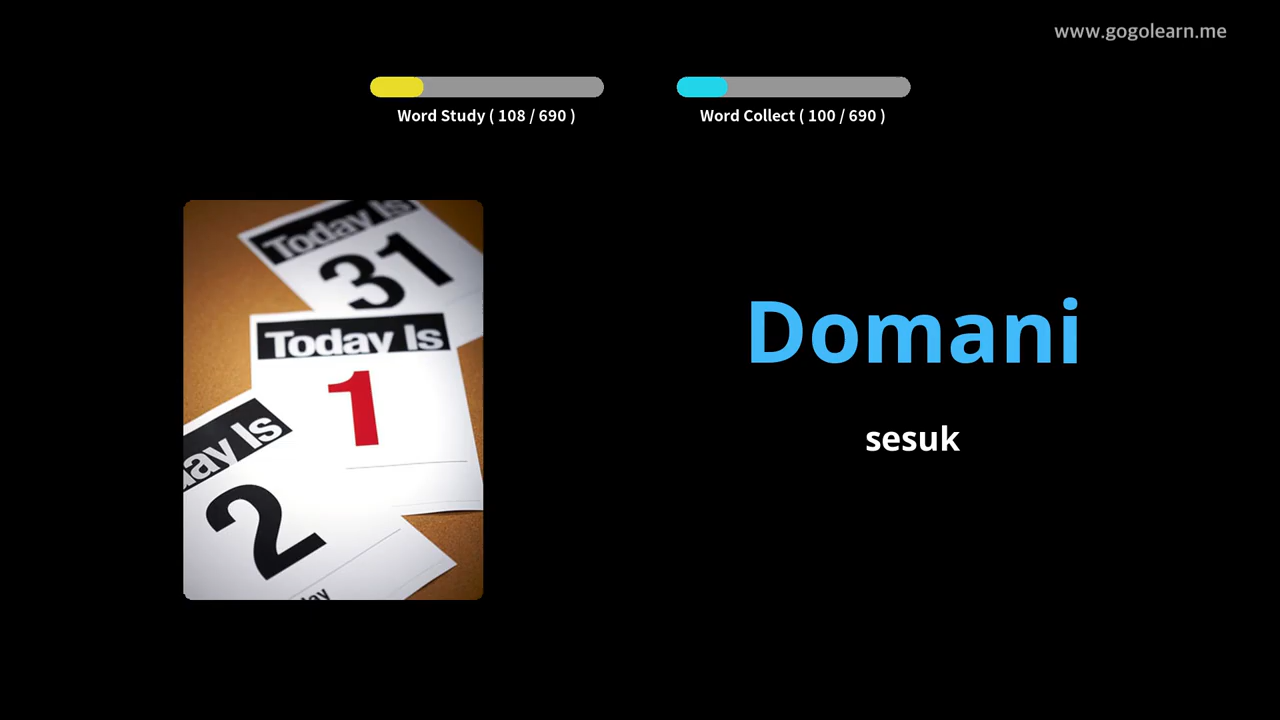 www.gogolearn.me
Word Study ( 108 / 690 )
Word Collect ( 100 / 690 )
Today Is
31
Today Is
1
day Is
2
Domani
sesuk